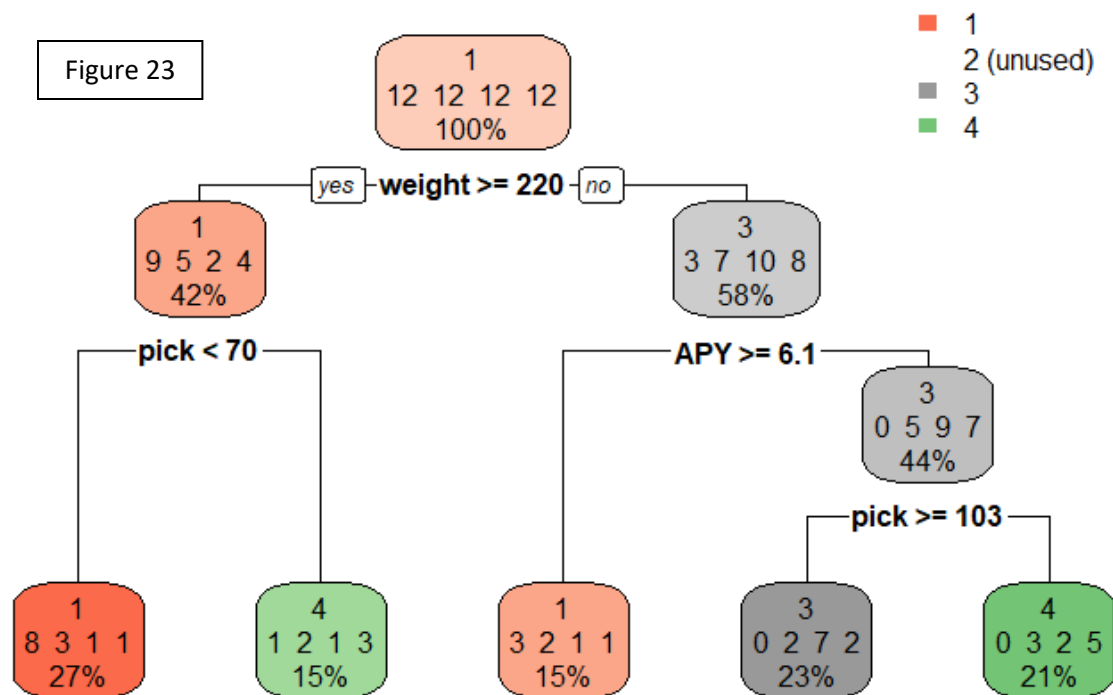 Figure 23
1
2 (unused)
3
4
1
12 12 12 12
100%
yes weight >= 220 no
1
9 5 2 4
42%
3
3 7 10 8
58%
pick < 70
APY >= 6.1
3
0 5 9 7
44%
pick >= 103
1
8 3 1 1
27%
4
1 2 1 3
15%
1
3 2 1 1
15%
3
0 2 7 2
23%
4
0 3 2 5
21%